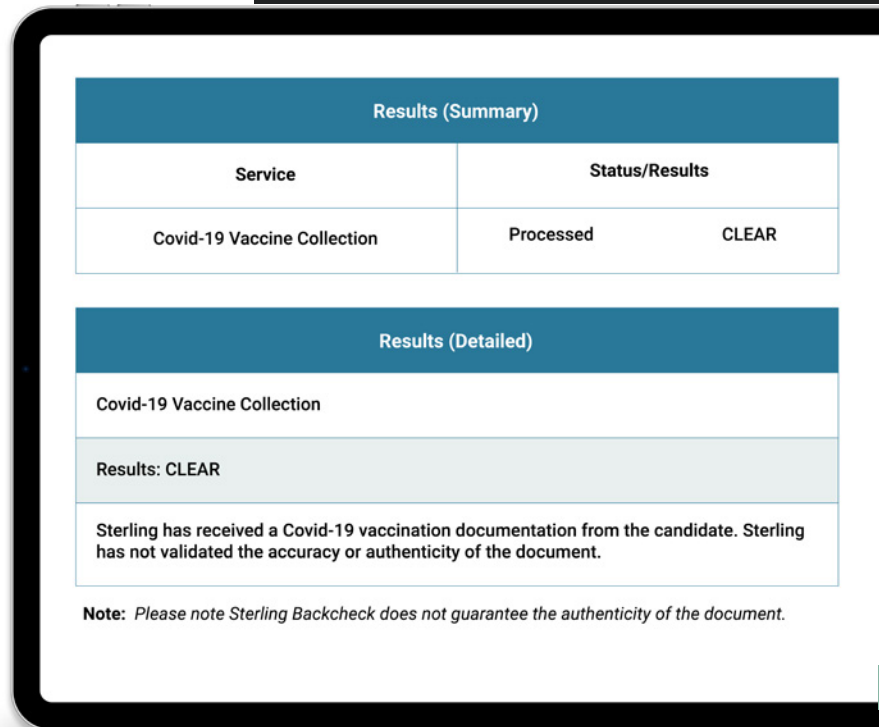 Results (Summary)
Service
Status/Results
Covid-19 Vaccine Collection
Processed
CLEAR
Results (Detailed)
Covid-19 Vaccine Collection
Results: CLEAR
Sterling has received a Covid-19 vaccination documentation from the candidate. Sterling
has not validated the accuracy or authenticity of the document.
Note: Please note Sterling Backcheck does not guarantee the authenticity of the document.